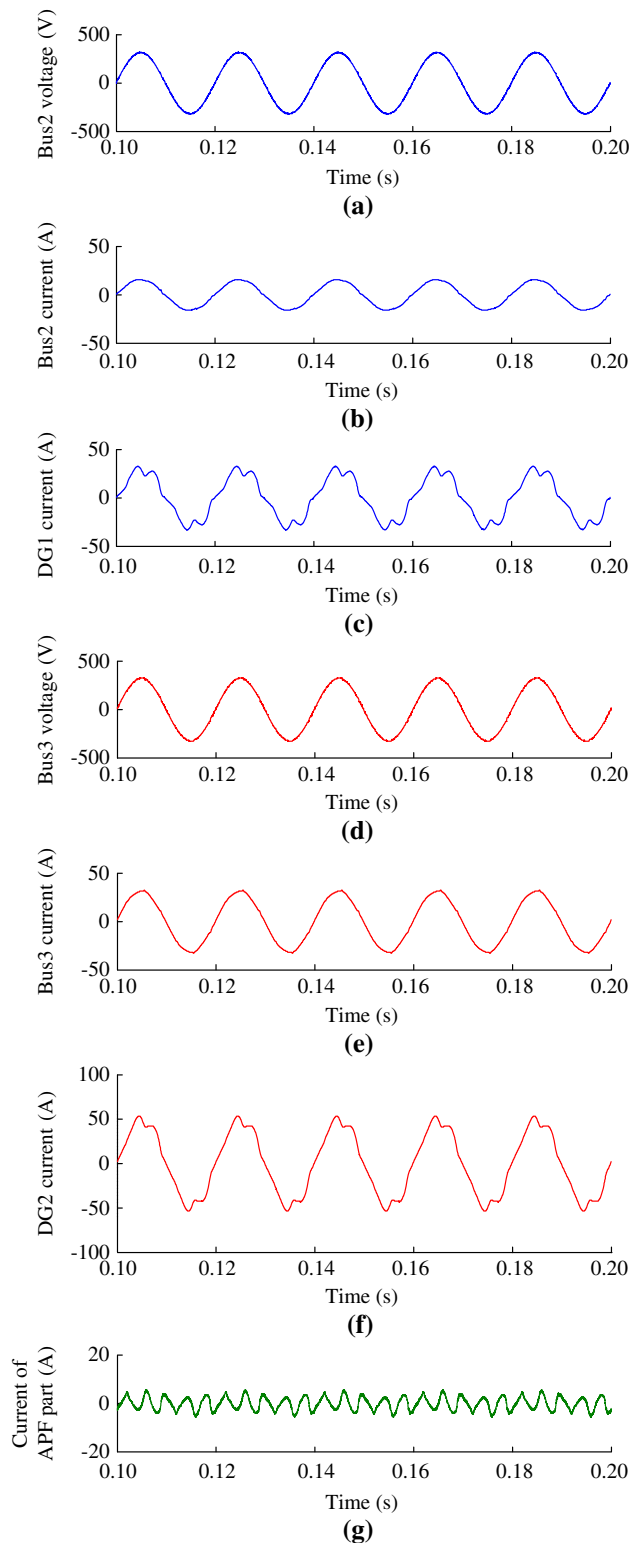 Bus2 voltage (V)
500
0
-500
0.10 0.12 0.14 0.16 0.18 0.20
Time (s)
(a)
Bus2 current (A)
50
0
-50
0.10 0.12 0.14 0.16 0.18 0.20
Time (s)
(b)
DG1 current (A)
50
0
-50
0.10 0.12 0.14 0.16 0.18 0.20
Time (s)
(c)
Bus3 voltage (V)
500
0
-500
0.10 0.12 0.14 0.16 0.18 0.20
Time (s)
(d)
Bus3 current (A)
50
0
-50
0.10 0.12 0.14 0.16 0.18 0.20
Time (s)
(e)
DG2 current (A)
100
50
0
-50
-100
0.10 0.12 0.14 0.16 0.18 0.20
Time (s)
(f)
Current of
APF part (A)
20
0
-20
0.10 0.12 0.14 0.16 0.18 0.20
Time (s)
(g)